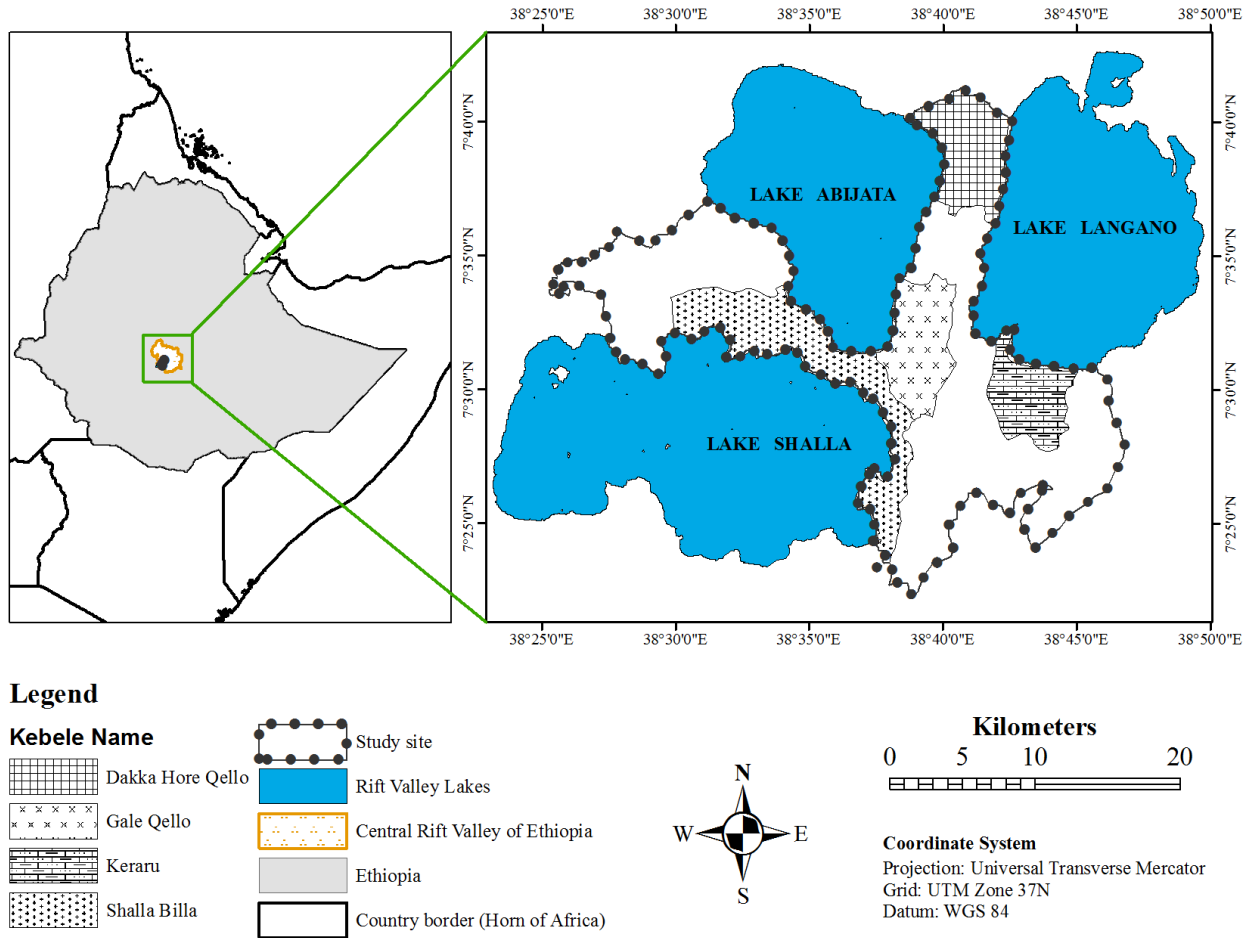 38°25'0"E 38°30'0"E 38°35'0"E 38°40'0"E 38°45'0"E 38°50'0"E
7°40'0"N 7°40'0"N
7°35'0"N 7°35'0"N
7°30'0"N 7°30'0"N
7°25'0"N 7°25'0"N
LAKE ABIJATA
LAKE LANGANO
LAKE SHALLA
38°25'0"E 38°30'0"E 38°35'0"E 38°40'0"E 38°45'0"E 38°50'0"E
Legend
Kebele Name
Dakka Hore Qello
Gale Qello
Keraru
Shalla Billa
Study site
Rift Valley Lakes
Central Rift Valley of Ethiopia
Ethiopia
Country border (Horn of Africa)
N
W E
S
Kilometers
0 5 10 20
Coordinate System
Projection: Universal Transverse Mercator
Grid: UTM Zone 37N
Datum: WGS 84